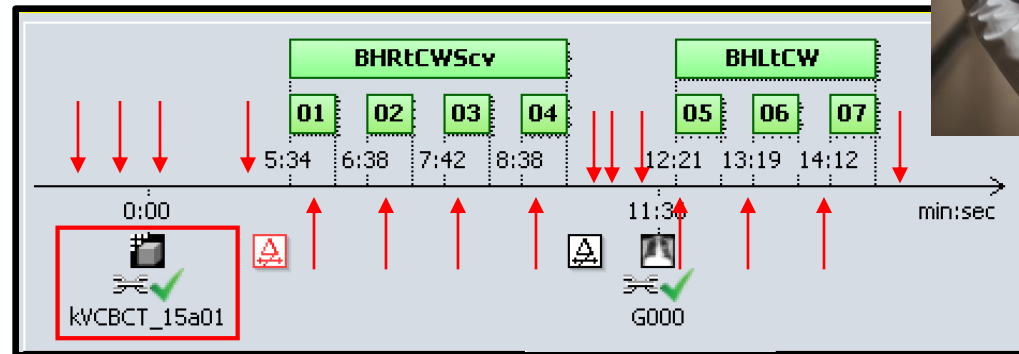 BHRtCWScv BHLtCW
01 02 03 04 05 06 07
5:34 6:38 7:42 8:38 12:21 13:19 14:12
0:00 11:30 min:sec
kVCBCT_15a01 G000